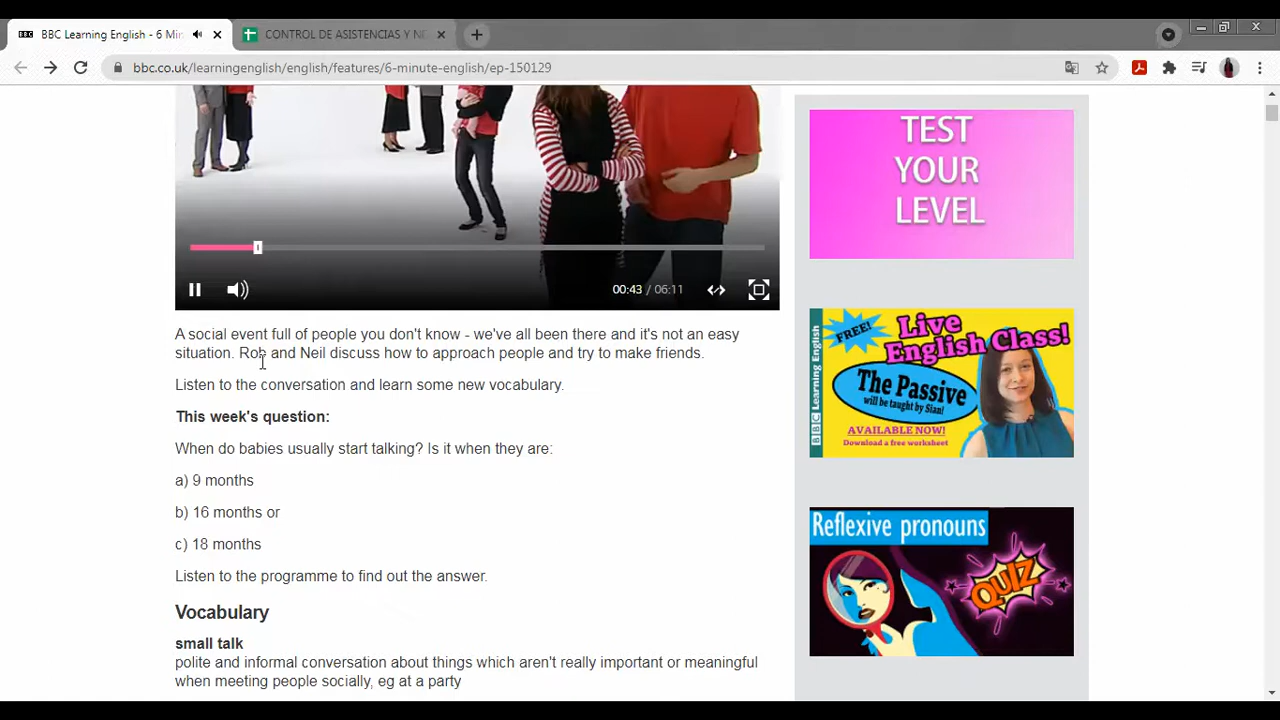 BBC Learning English - 6 Min
CONTROL DE ASISTENCIAS Y N
bbc.co.uk/learningenglish/english/features/6-minute-english/ep-150129
TEST
YOUR
LEVEL
00:43 / 06:11
A social event full of people you don't know - we've all been there and it's not an easy
situation. Rob and Neil discuss how to approach people and try to make friends.
Listen to the conversation and learn some new vocabulary.
This week's question:
When do babies usually start talking? Is it when they are:
a) 9 months
b) 16 months or
c) 18 months
Listen to the programme to find out the answer.
Vocabulary
small talk
polite and informal conversation about things which aren't really important or meaningful
when meeting people socially, eg at a party
BBC Learning English
FREE!
Live
English Class!
The Passive
will be taught by Sian!
AVAILABLE NOW!
Download a free worksheet
Reflexive pronouns
QUIZ